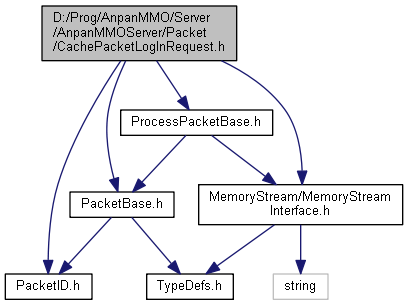 D:/Prog/AnpanMMO/Server
/AnpanMMOServer/Packet
/CachePacketLogInRequest.h
ProcessPacketBase.h
PacketBase.h
MemoryStream/MemoryStream
Interface.h
PacketID.h
TypeDefs.h
string